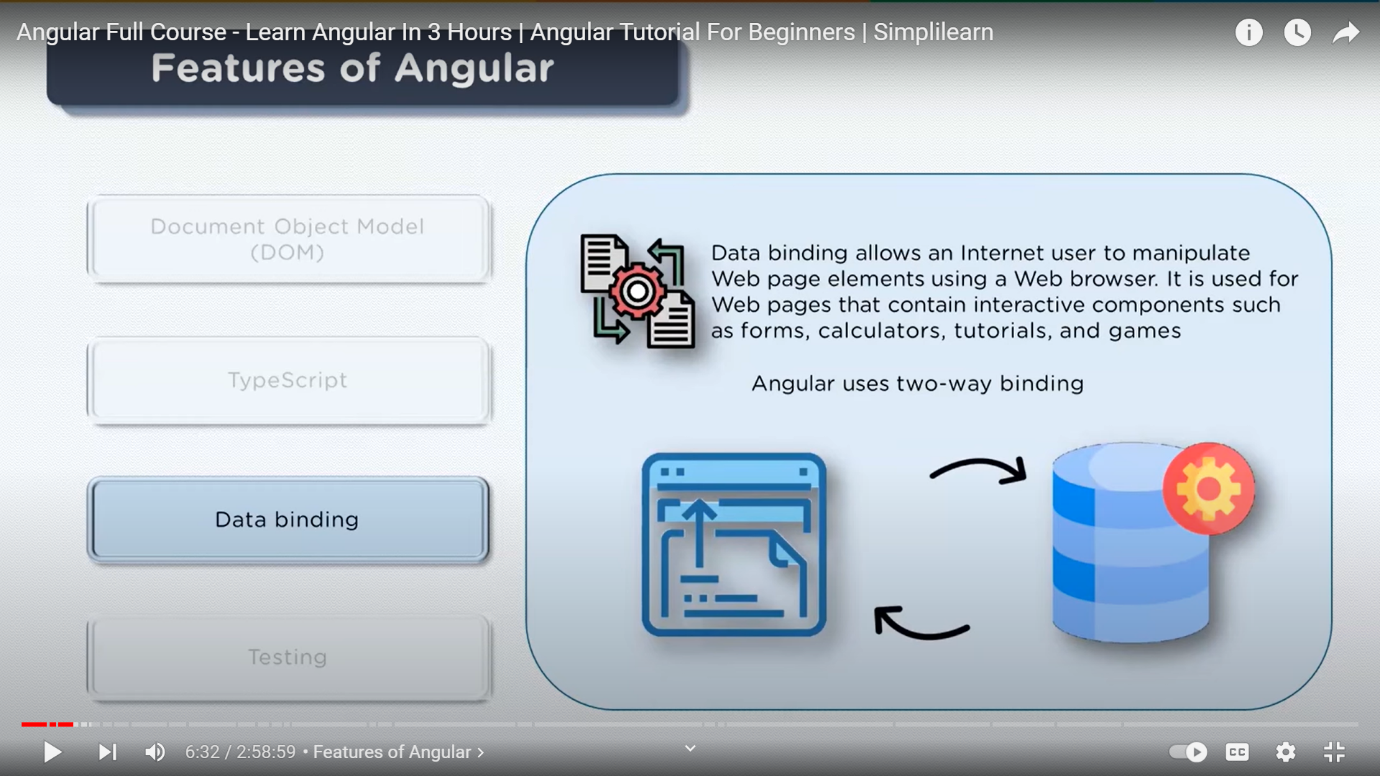 Angular Full Course - Learn Angular In 3 Hours | Angular Tutorial For Beginners | Simplilearn
Features of Angular
Document Object Model
(DOM)
TypeScript
Data binding
Testing
Data binding allows an Internet user to manipulate
Web page elements using a Web browser. It is used for
Web pages that contain interactive components such
as forms, calculators, tutorials, and games
Angular uses two-way binding
6:32 / 2:58:59 • Features of Angular ›
CC